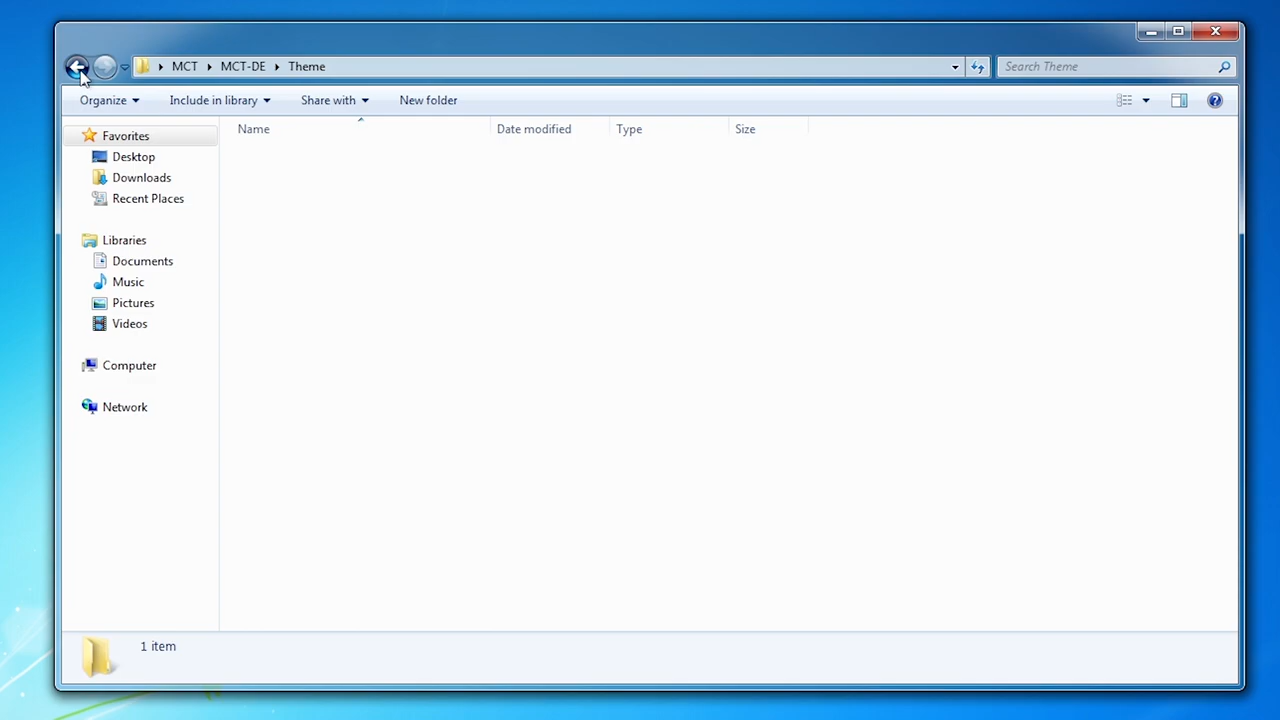 MCT MCT-DE Theme
Search Theme
Organize Include in library Share with New folder
Name Date modified Type Size
Favorites
Desktop
Downloads
Recent Places
Libraries
Documents
Music
Pictures
Videos
Computer
Network
1 item